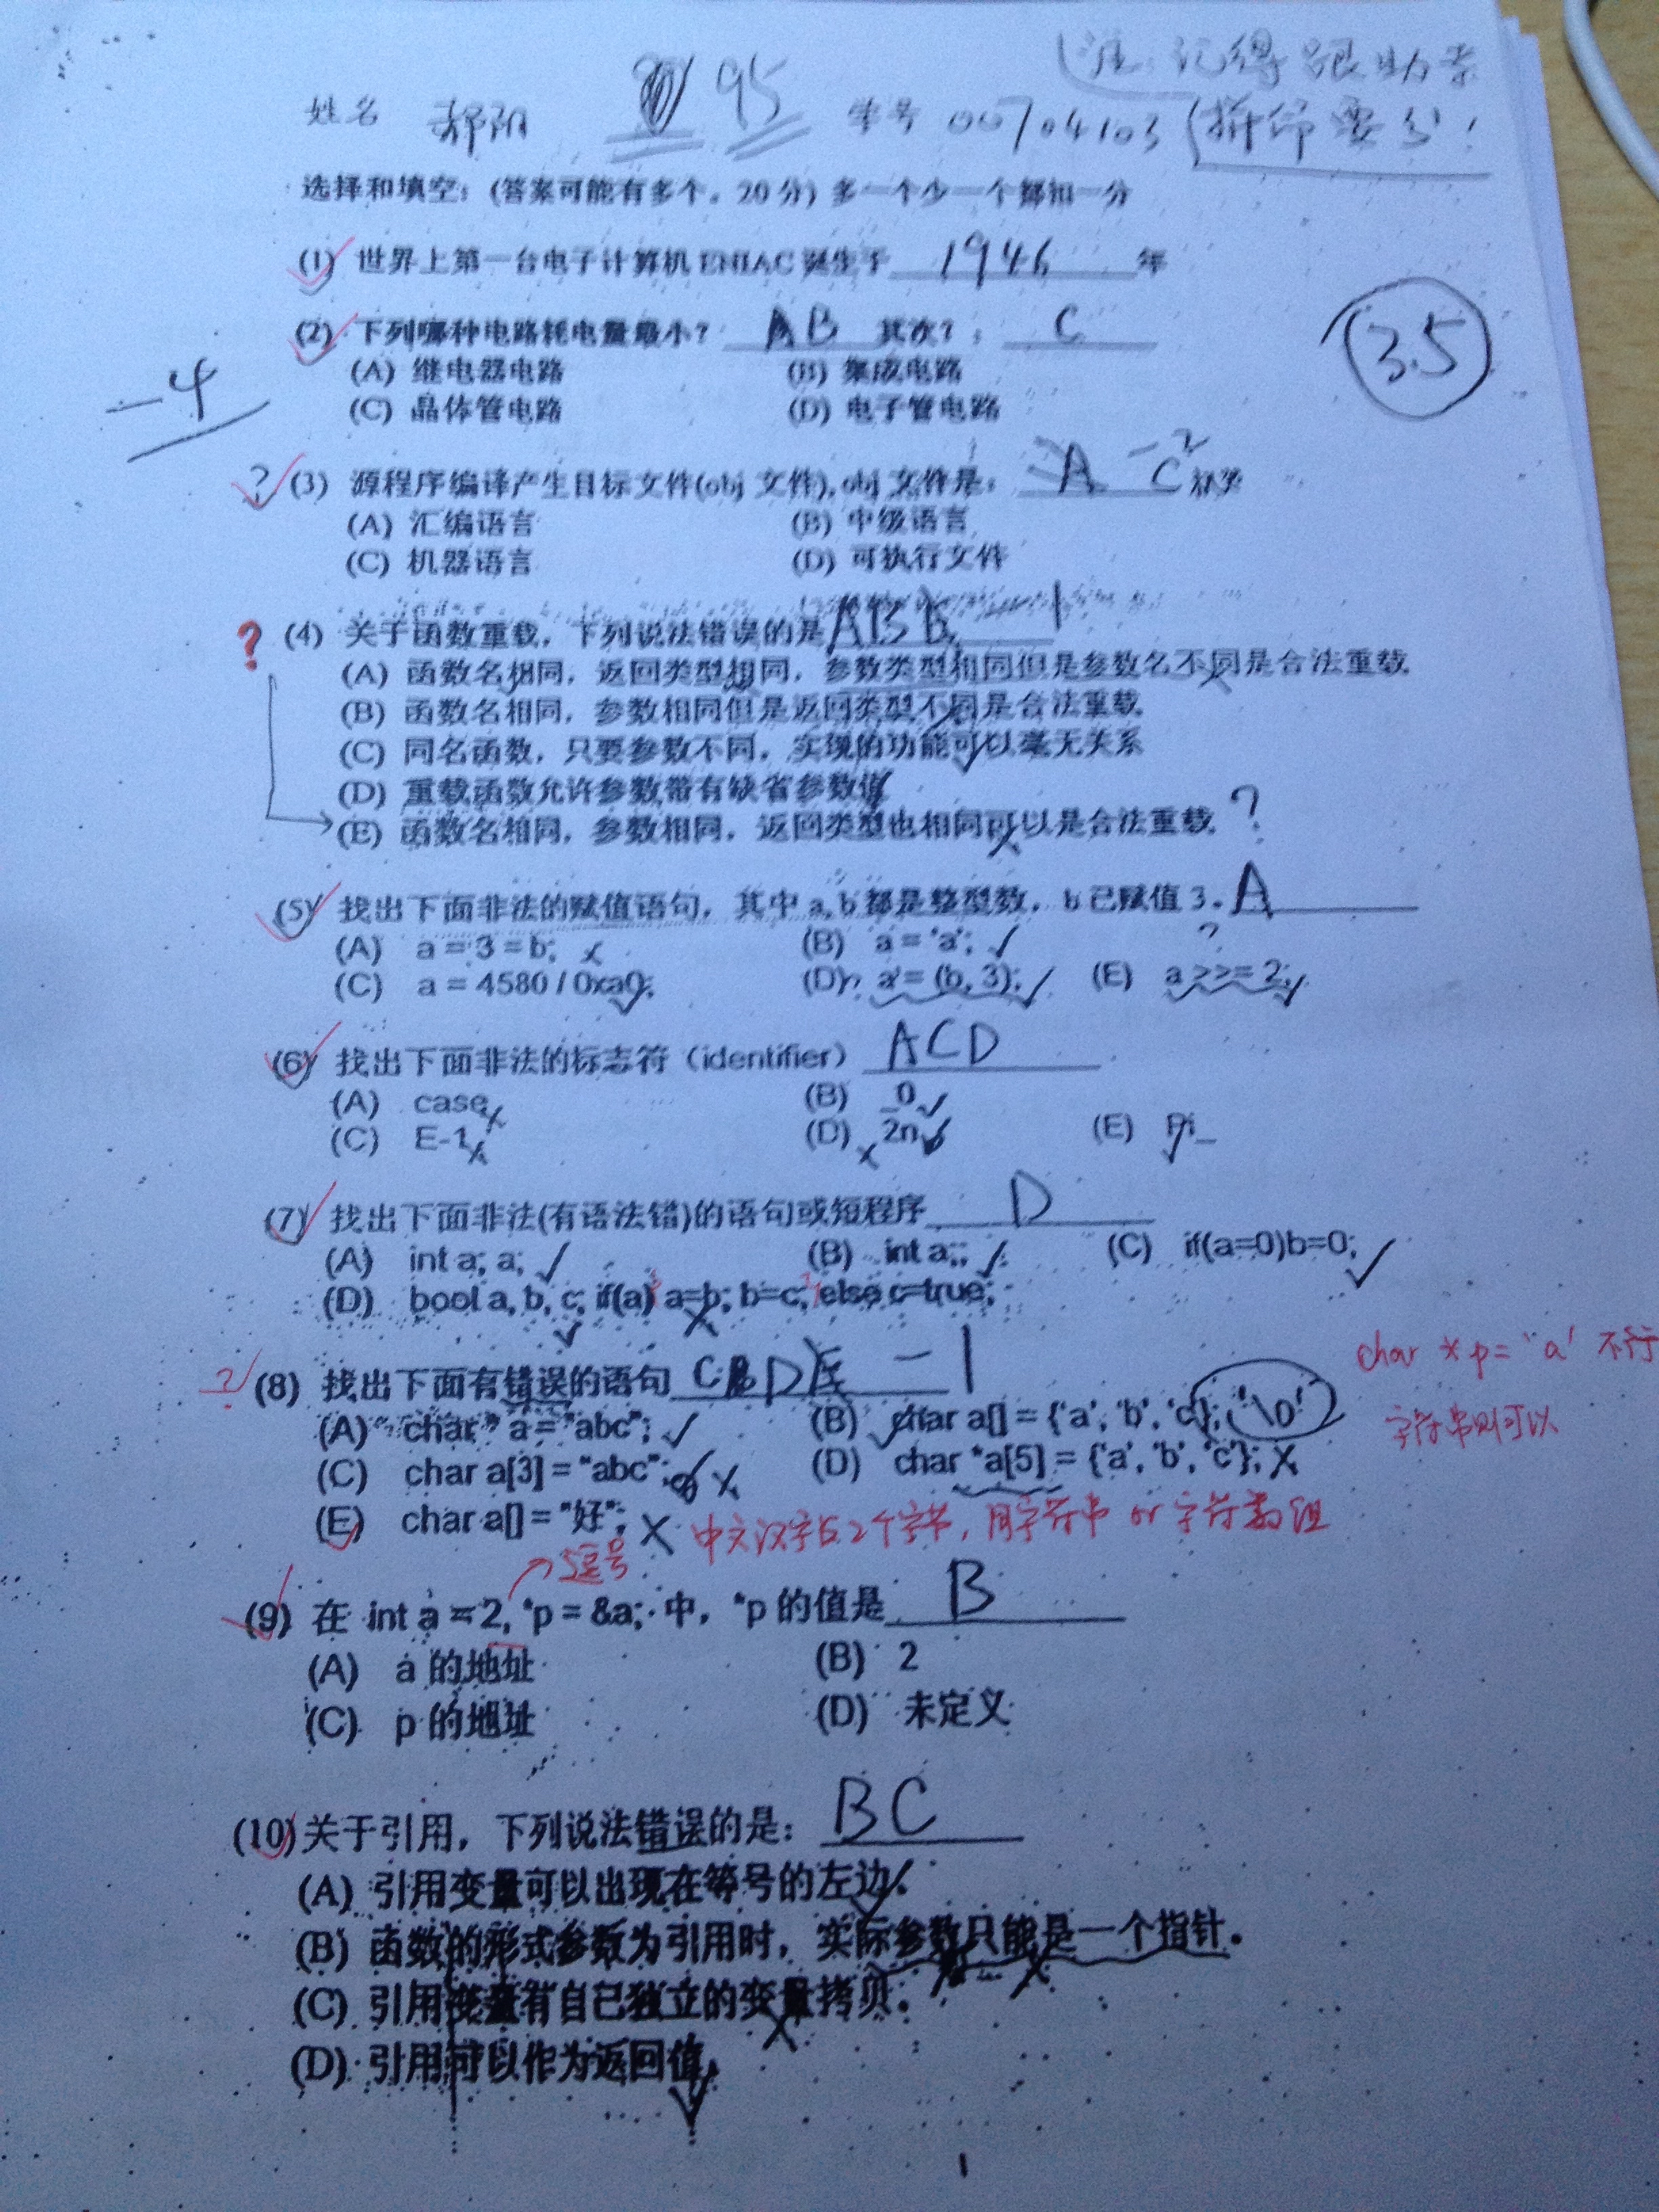 注：记得跟助 
姓名 95 学号 00704103 要分！
选择和填空：(答案可能有多个。20 分) 多一个少一个都扣一分
(1) 世界上第一台电子计算机 ENIAC 诞生于 1946 年
(2) 下列哪种电路耗电量最小？ AB 其次？： C
3.5
(A) 继电器电路 (B) 集成电路
-4
(C) 晶体管电路 (D) 电子管电路
? (3) 源程序编译产生目标文件(obj 文件),obj 文件是： A C -2
(A) 汇编语言 (B) 中级语言
(C) 机器语言 (D) 可执行文件
? (4) 关于函数重载，下列说法错误的是 AB
(A) 函数名相同，返回类型相同，参数类型相同但是参数名不同是合法重载
(B) 函数名相同，参数相同但是返回类型不同是合法重载
(C) 同名函数，只要参数不同，实现的功能可以毫无关系
(D) 重载函数允许参数带有缺省参数值
(E) 函数名相同，参数相同，返回类型也相同可以是合法重载 ?
(5) 找出下面非法的赋值语句，其中 a, b 都是整型数，b 已赋值 3。 A
(A) a = 3 = b; (B) a = 'a'; ?
(C) a = 4580 / 0xa0; (D) ? a = (b, 3); (E) a >>= 2;
(6) 找出下面非法的标志符（identifier） ACD
(A) case (B) _0
(C) E-1 (D) 2n (E) Pi_
(7) 找出下面非法(有语法错)的语句或短程序 D
(A) int a; a; (B) int a;; (C) if(a=0)b=0;
(D) bool a, b, c; if(a) a=b; b=c; else c=true;
char *p = 'a' 不行
? (8) 找出下面有错误的语句 C D E -1
(A) char* a = "abc"; (B) char a[] = {'a', 'b', 'c'}; '\0'
字符串则可以
(C) char a[3] = "abc"; (D) char *a[5] = {'a', 'b', 'c'};
(E) char a[] = "好"; 中文汉字占2个字节，用字符串 or 字符数组
逗号
(9) 在 int a = 2, *p = &a; 中，*p 的值是 B
(A) a 的地址 (B) 2
(C) p 的地址 (D) 未定义
(10) 关于引用，下列说法错误的是： BC
(A) 引用变量可以出现在等号的左边。
(B) 函数的形式参数为引用时，实际参数只能是一个指针。
(C) 引用变量有自己独立的变量拷贝。
(D) 引用可以作为返回值。
1